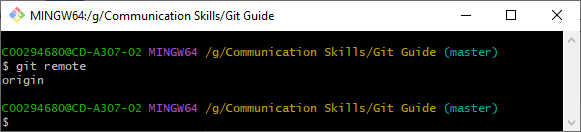 MINGW64:/g/Communication Skills/Git Guide
C00294680@CD-A307-02 MINGW64 /g/Communication Skills/Git Guide (master)
$ git remote
origin
C00294680@CD-A307-02 MINGW64 /g/Communication Skills/Git Guide (master)
$